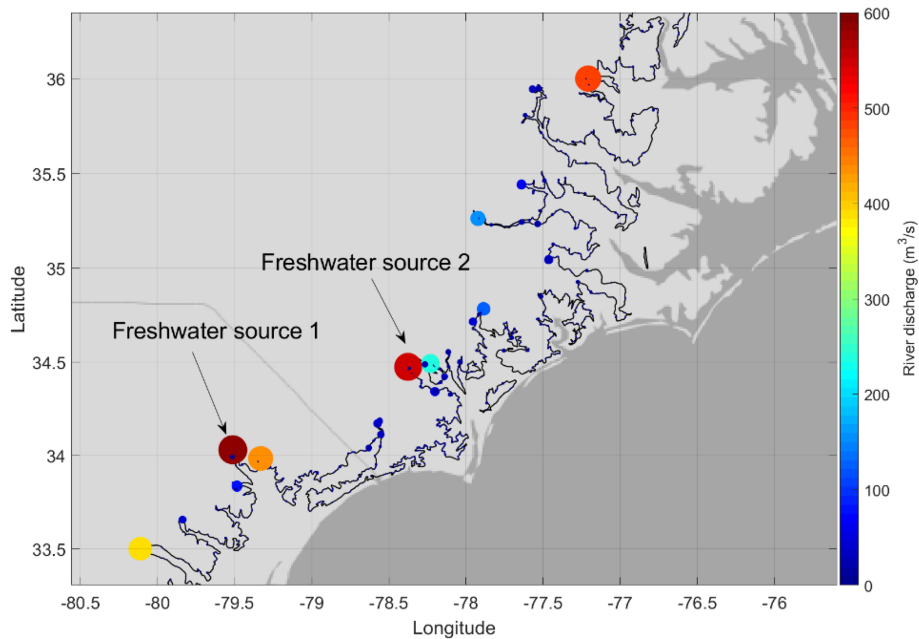 600
36
500
35.5
400
35
Freshwater source 2
300
Freshwater source 1
34.5
200
34
100
33.5
0
-80.5 -80 -79.5 -79 -78.5 -78 -77.5 -77 -76.5 -76
Longitude
Latitude
River discharge (m³/s)